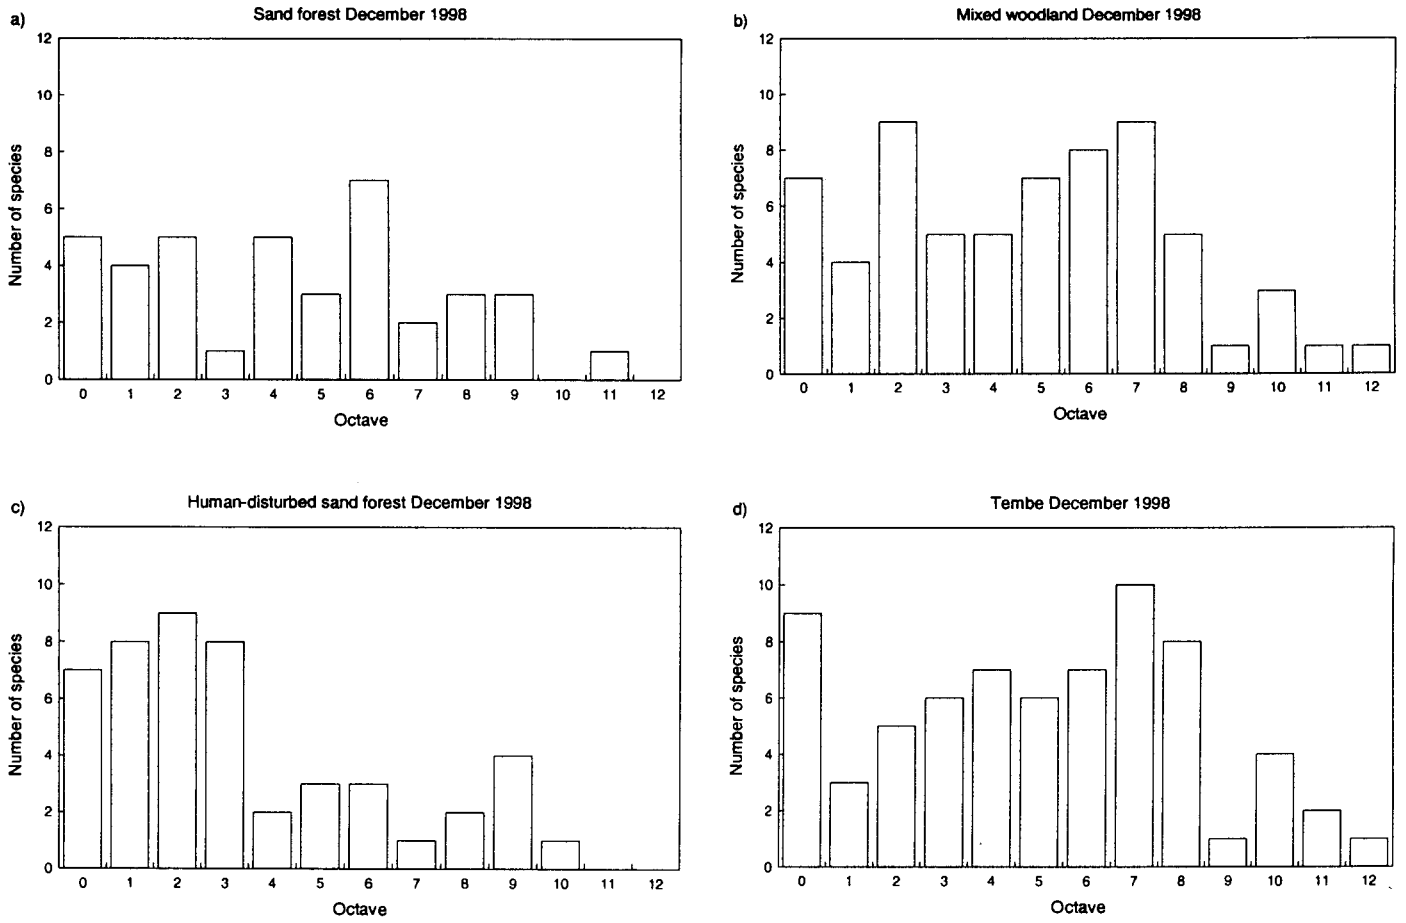 a)
Sand forest December 1998
12
10
8
6
4
2
0
Number of species
0 1 2 3 4 5 6 7 8 9 10 11 12
Octave
b)
Mixed woodland December 1998
12
10
8
6
4
2
0
Number of species
0 1 2 3 4 5 6 7 8 9 10 11 12
Octave
c)
Human-disturbed sand forest December 1998
12
10
8
6
4
2
0
Number of species
0 1 2 3 4 5 6 7 8 9 10 11 12
Octave
d)
Tembe December 1998
12
10
8
6
4
2
0
Number of species
0 1 2 3 4 5 6 7 8 9 10 11 12
Octave